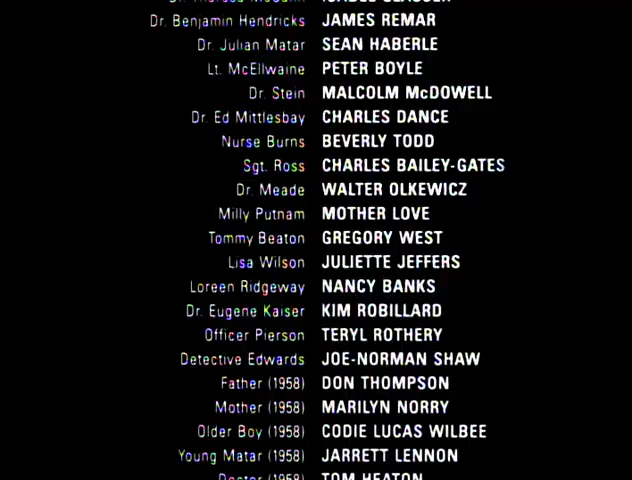 Dr. Benjamin Hendricks JAMES REMAR
Dr. Julian Matar SEAN HABERLE
Lt. McEllwaine PETER BOYLE
Dr. Stein MALCOLM McDOWELL
Dr. Ed Mittlesbay CHARLES DANCE
Nurse Burns BEVERLY TODD
Sgt. Ross CHARLES BAILEY-GATES
Dr. Meade WALTER OLKEWICZ
Milly Putnam MOTHER LOVE
Tommy Beaton GREGORY WEST
Lisa Wilson JULIETTE JEFFERS
Loreen Ridgeway NANCY BANKS
Dr. Eugene Kaiser KIM ROBILLARD
Officer Pierson TERYL ROTHERY
Detective Edwards JOE-NORMAN SHAW
Father (1958) DON THOMPSON
Mother (1958) MARILYN NORRY
Older Boy (1958) CODIE LUCAS WILBEE
Young Matar (1958) JARRETT LENNON
Doctor (1958) TOM HEATON